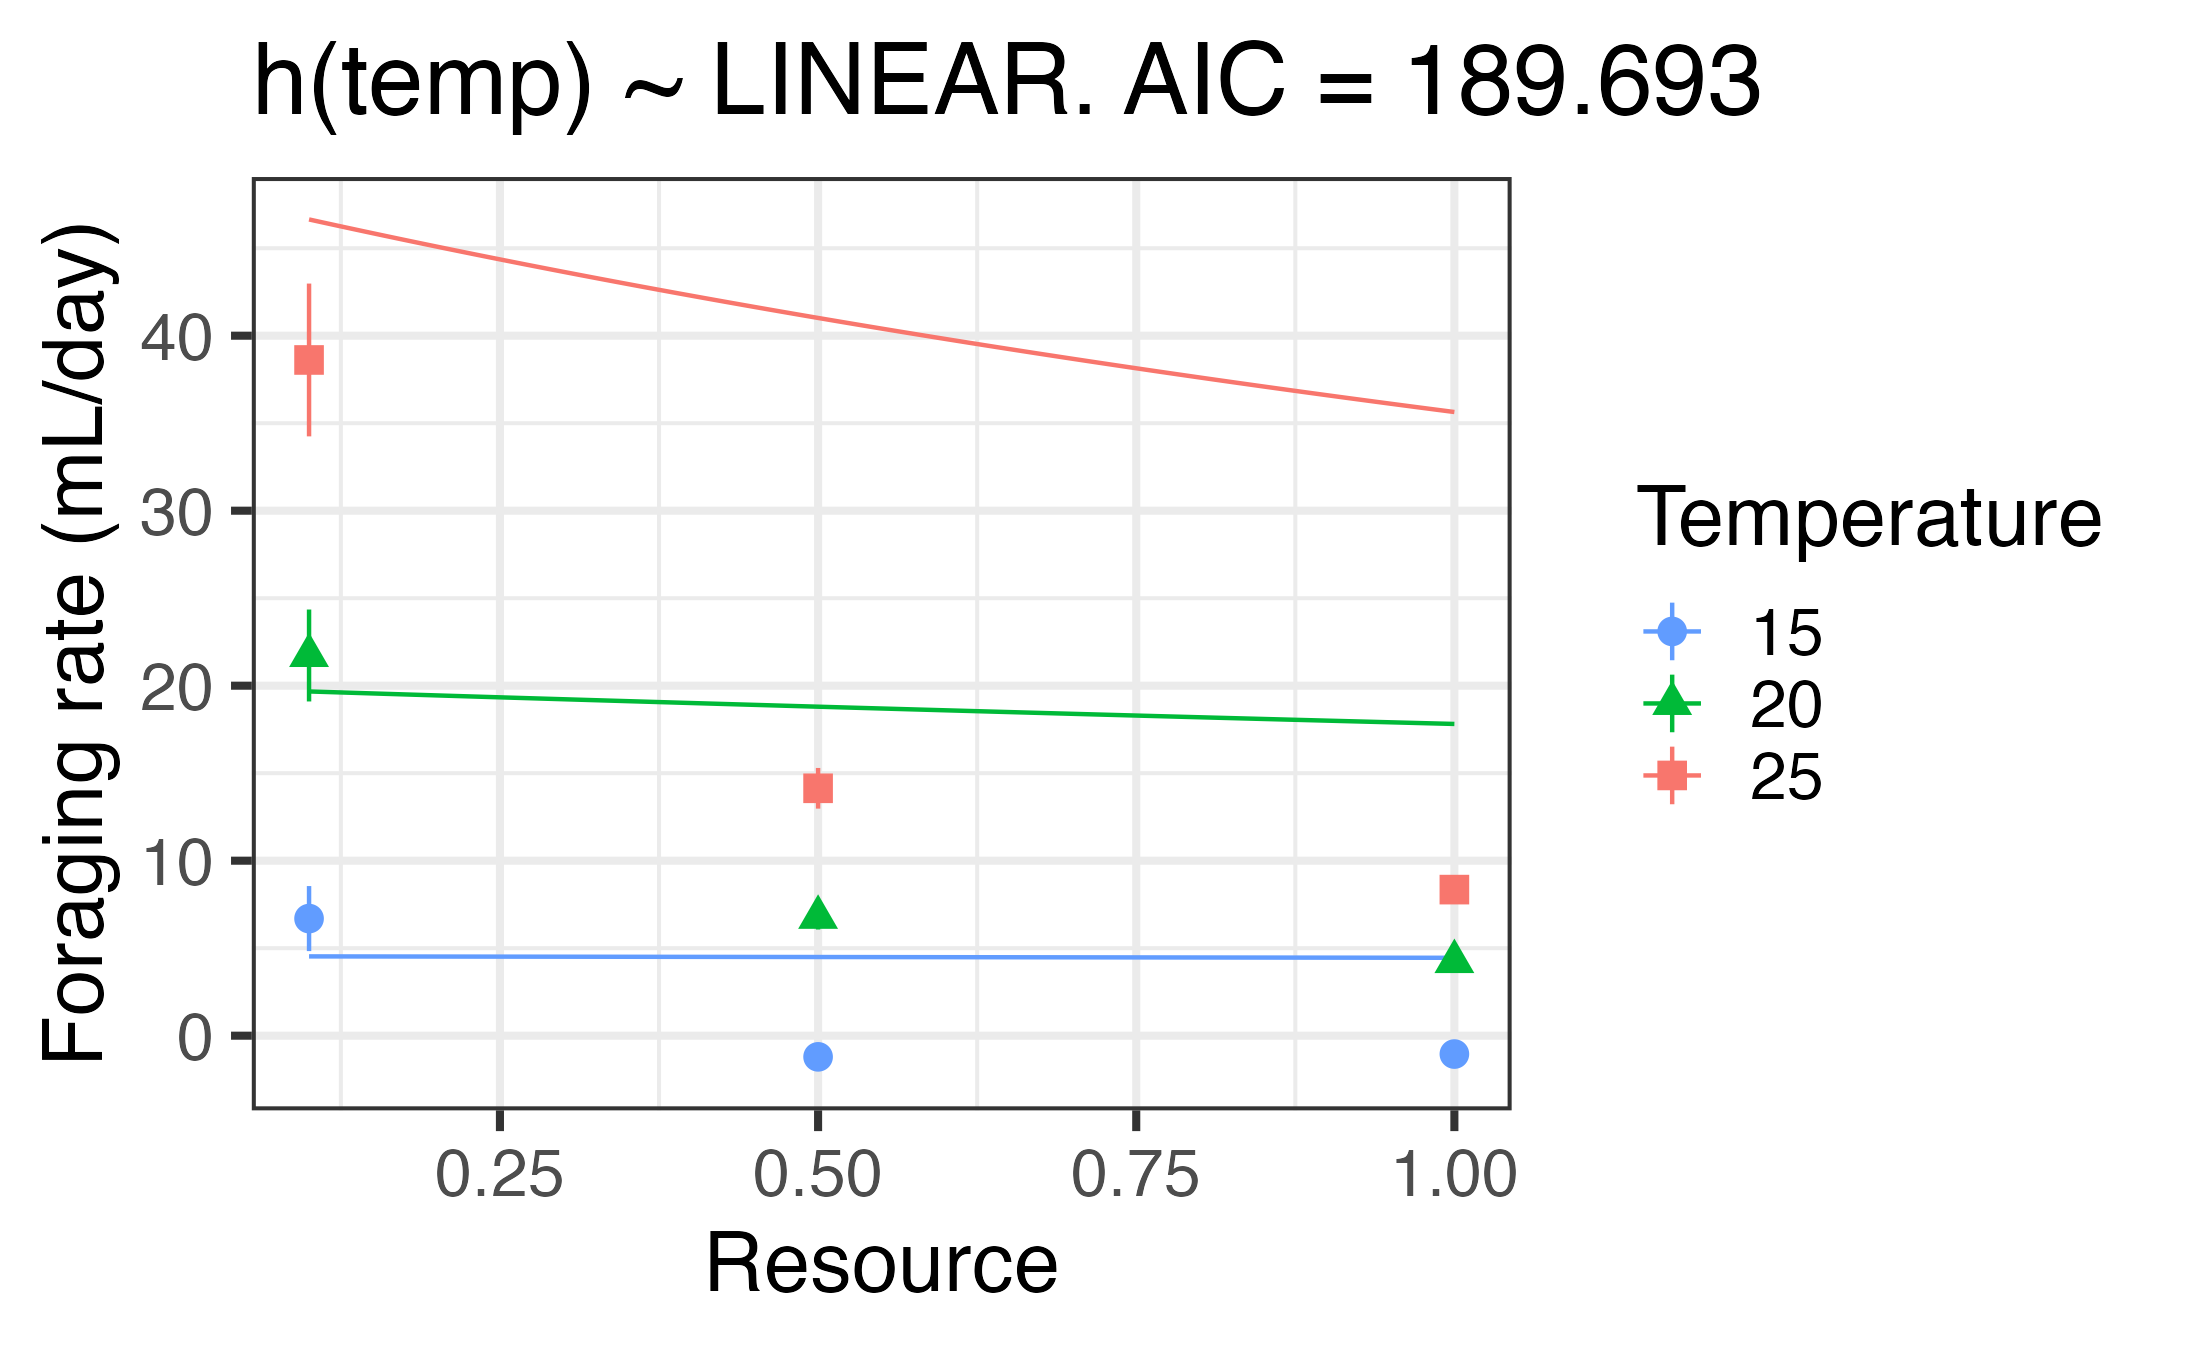 h(temp) ~ LINEAR. AIC = 189.693
Foraging rate (mL/day)
40
30
20
10
0
0.25 0.50 0.75 1.00
Resource
Temperature
15
20
25